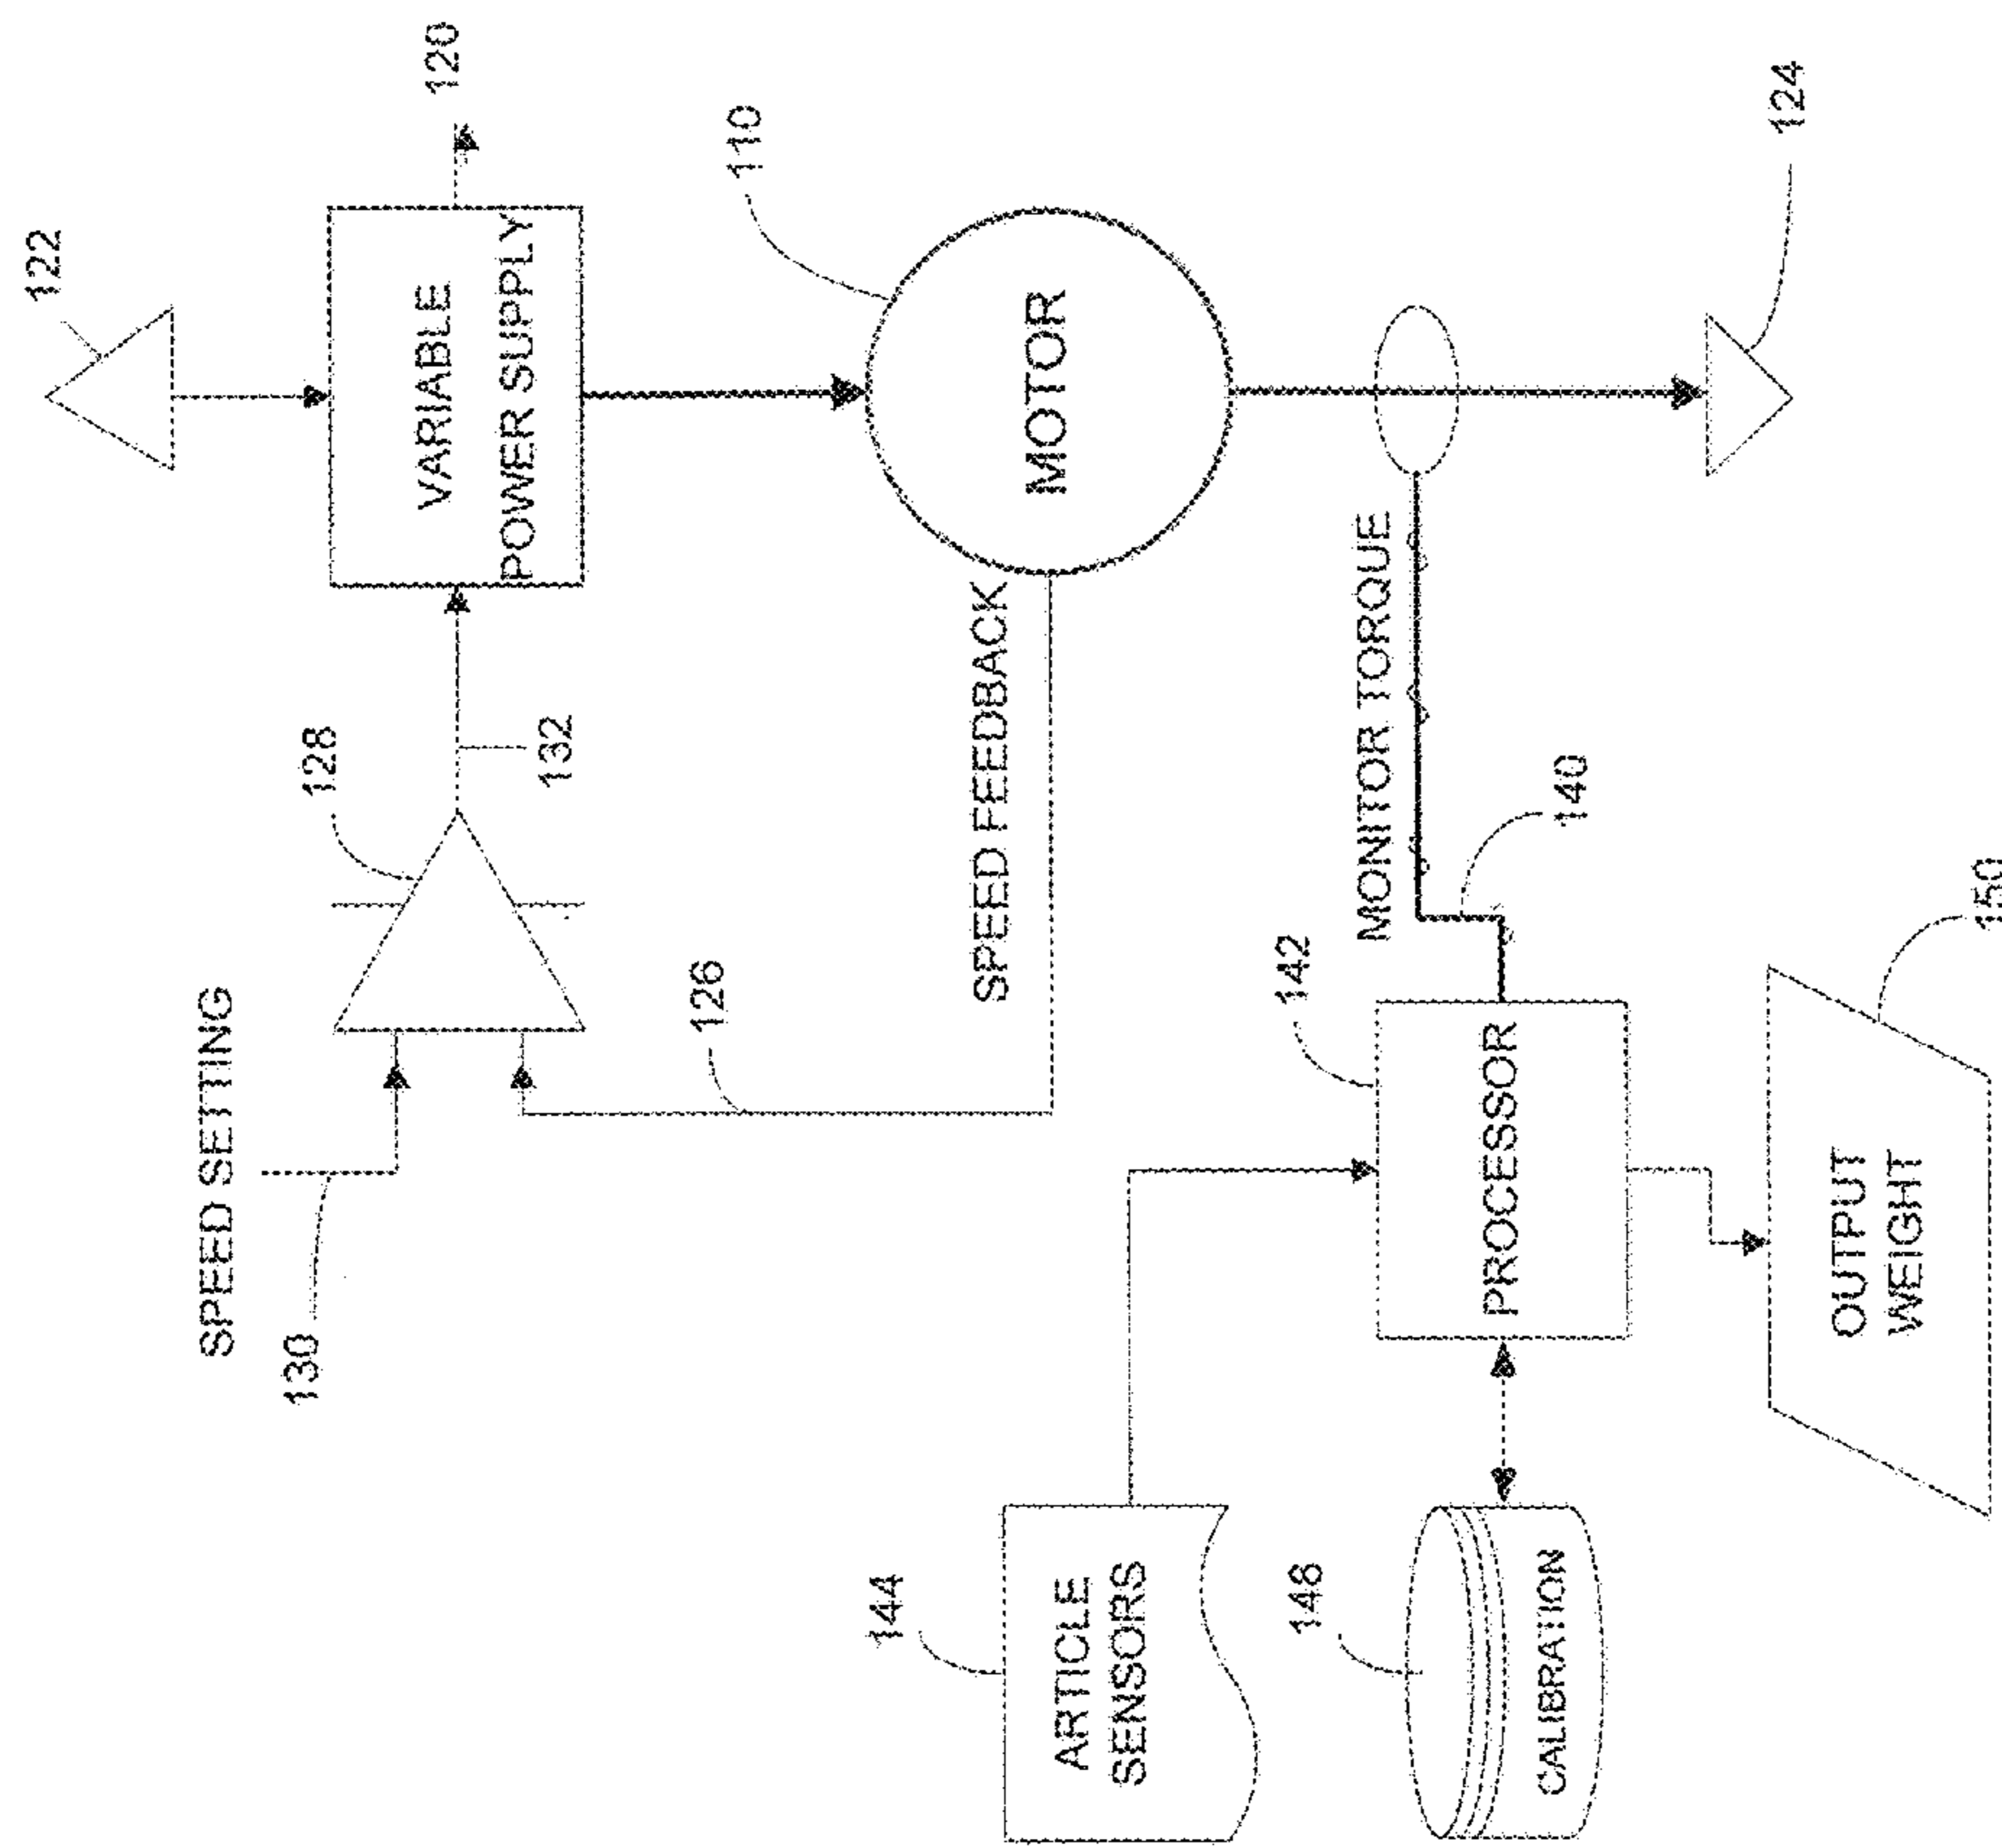 122
120
VARIABLE
POWER SUPPLY
128
132
SPEED SETTING
130
110
MOTOR
126
SPEED FEEDBACK
MONITOR TORQUE
140
124
142
PROCESSOR
144
ARTICLE
SENSORS
148
CALIBRATION
OUTPUT
WEIGHT
150